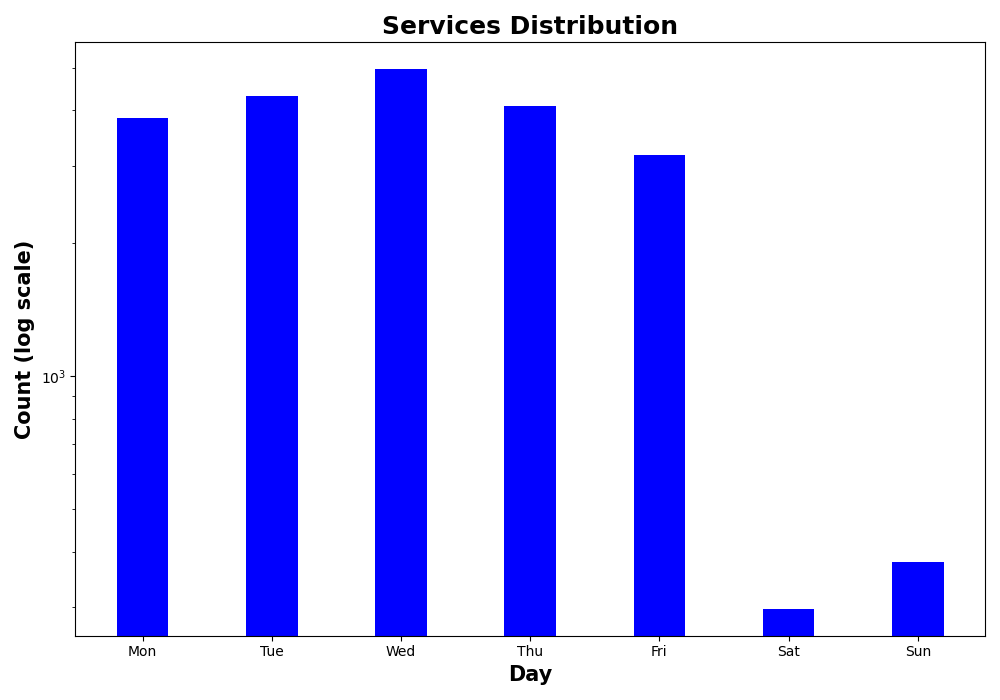 Services Distribution
Count (log scale)
10³
Mon Tue Wed Thu Fri Sat Sun
Day